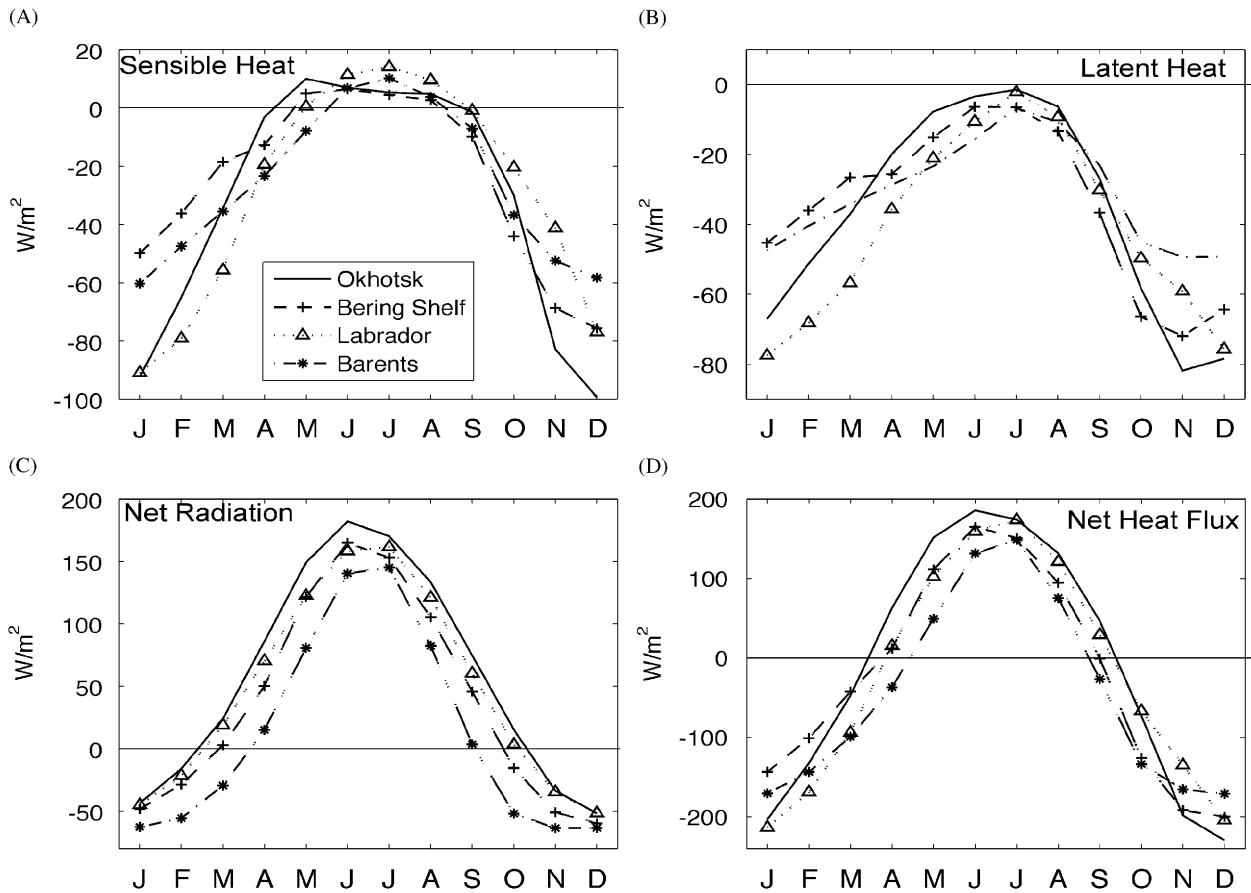 (A)
Sensible Heat
20
0
-20
-40
-60
-80
-100
W/m2
Okhotsk
Bering Shelf
Labrador
Barents
J F M A M J J A S O N D
(B)
Latent Heat
0
-20
-40
-60
-80
W/m2
J F M A M J J A S O N D
(C)
Net Radiation
200
150
100
50
0
-50
W/m2
J F M A M J J A S O N D
(D)
Net Heat Flux
200
100
0
-100
-200
W/m2
J F M A M J J A S O N D